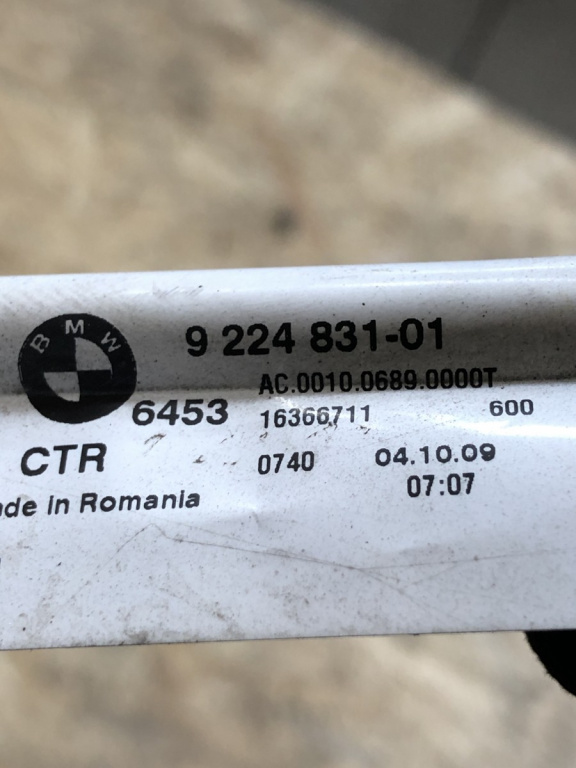 BMW
9 224 831-01
AC.0010.0689.0000T
6453
16366711
600
CTR
0740
04.10.09
07:07
in Romania